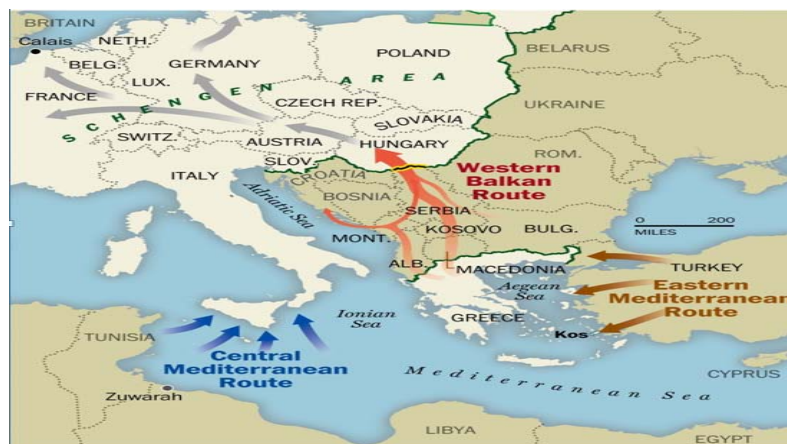 BRITAIN
Calais
NETH.
BELG.
LUX.
GERMANY
POLAND
BELARUS
SCHENGEN AREA
FRANCE
CZECH REP.
UKRAINE
SLOVAKIA
SWITZ.
AUSTRIA
HUNGARY
SLOV.
ROM.
ITALY
CROATIA
Western
Balkan
Route
BOSNIA
Adriatic Sea
SERBIA
0 200
MILES
MONT.
KOSOVO
BULG.
ALB.
MACEDONIA
TURKEY
Aegean
Sea
Eastern
Mediterranean
Route
Ionian
Sea
GREECE
Kos
TUNISIA
Central
Mediterranean
Route
Zuwarah
Mediterranean Sea
CYPRUS
LIBYA
EGYPT